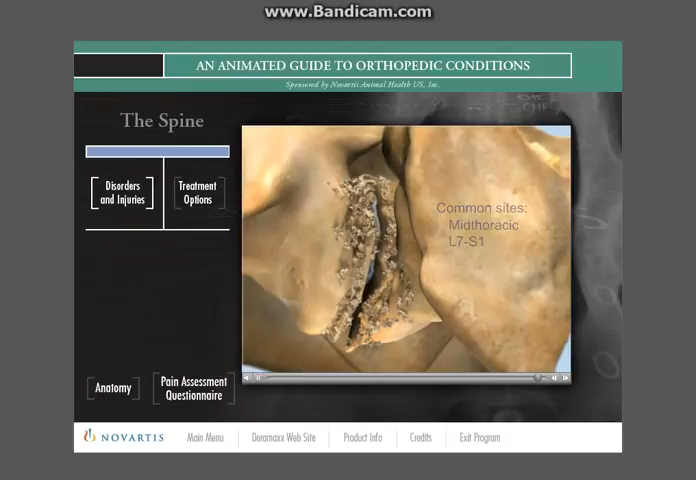 www.Bandicam.com
AN ANIMATED GUIDE TO ORTHOPEDIC CONDITIONS
Sponsored by Novartis Animal Health US, Inc.
The Spine
Disorders
and Injuries
Treatment
Options
Common sites:
Midthoracic
L7-S1
Anatomy
Pain Assessment
Questionnaire
NOVARTIS
Main Menu
Deramaxx Web Site
Product Info
Credits
Exit Program